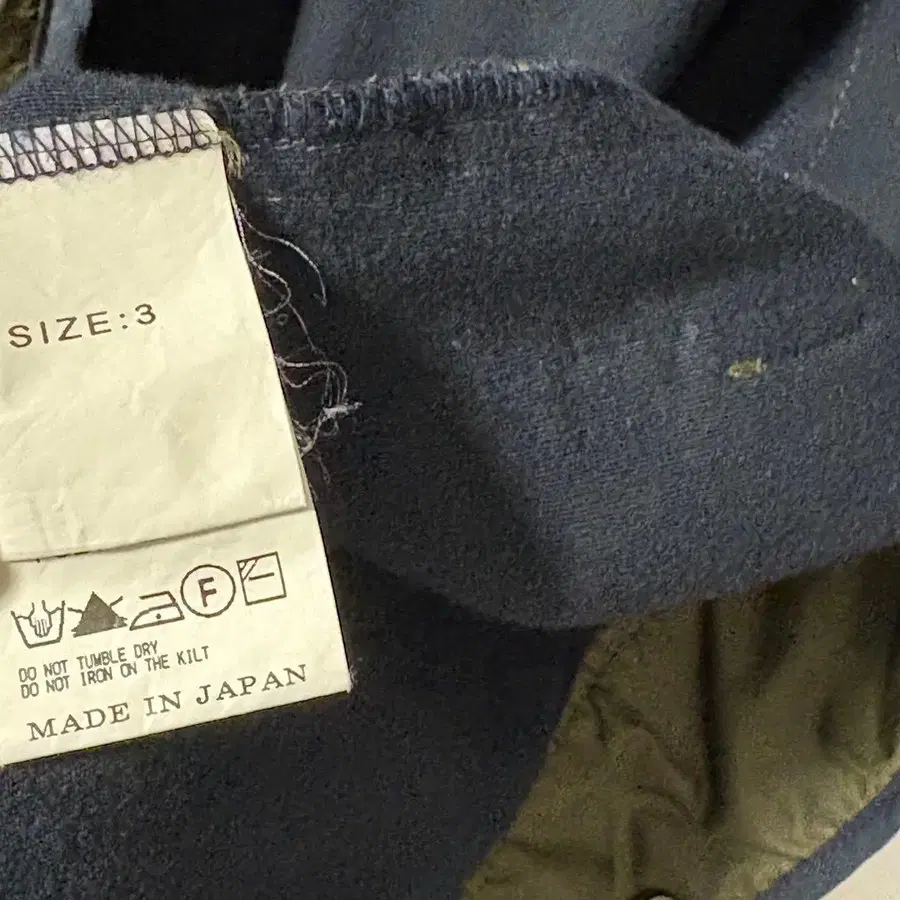 SIZE:3
F
DO NOT TUMBLE DRY
DO NOT IRON ON THE KILT
MADE IN JAPAN